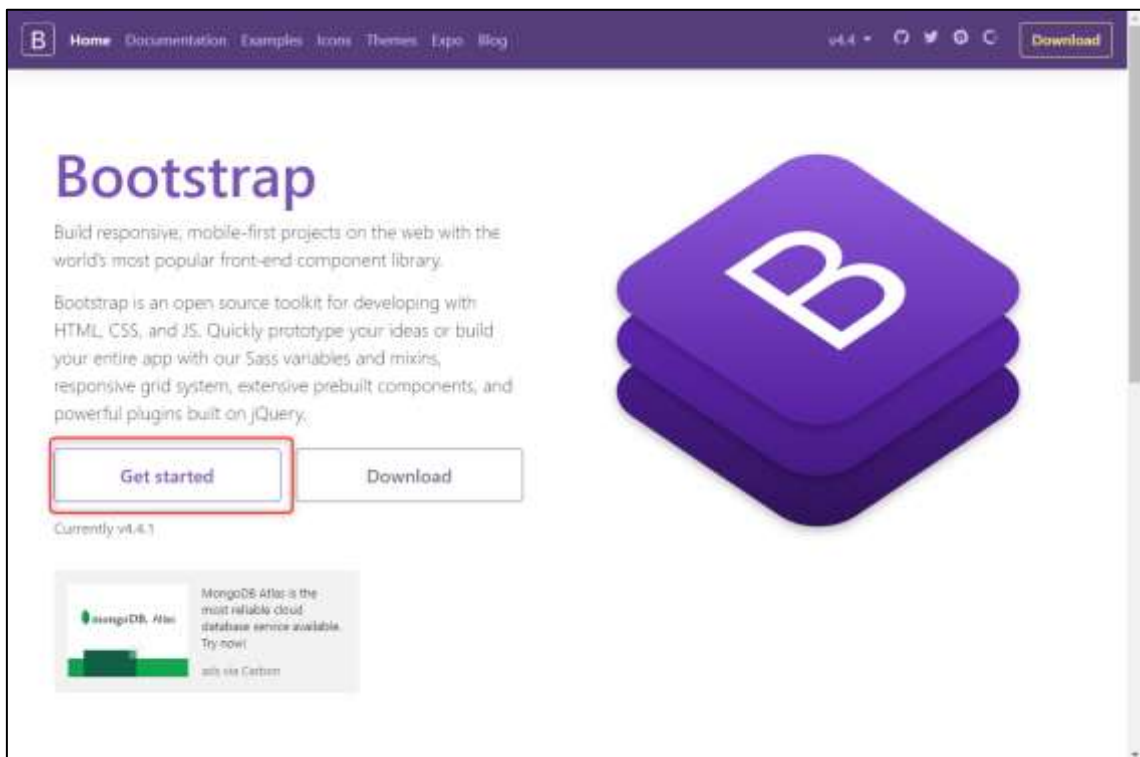 B Home Documentation Examples Icons Themes Expo Blog v4.4 Download
Bootstrap
Build responsive, mobile-first projects on the web with the
world's most popular front-end component library.
Bootstrap is an open source toolkit for developing with
HTML, CSS, and JS. Quickly prototype your ideas or build
your entire app with our Sass variables and mixins,
responsive grid system, extensive prebuilt components, and
powerful plugins built on jQuery.
Get started Download
Currently v4.4.1
mongoDB. Atlas
MongoDB Atlas is the
most reliable cloud
database service available.
Try now!
ads via Carbon
B